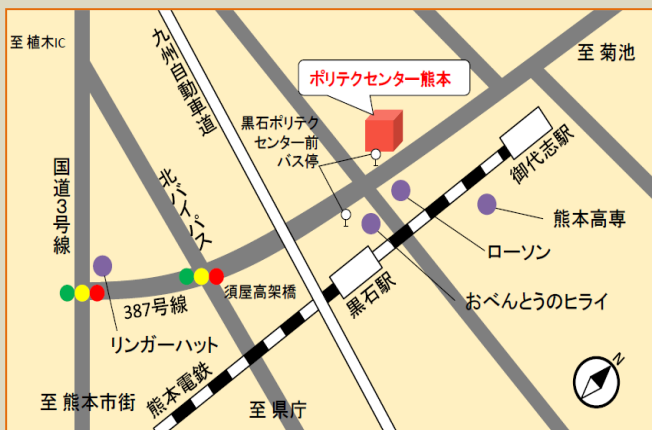 至 植木IC
九州自動車道
至 菊池
ポリテクセンター熊本
黒石ポリテク
センター前
バス停
御代志駅
国道3号線
北バイパス
熊本高専
ローソン
須屋高架橋
黒石駅
おべんとうのヒライ
387号線
リンガーハット
熊本電鉄
至 熊本市街
至 県庁
N